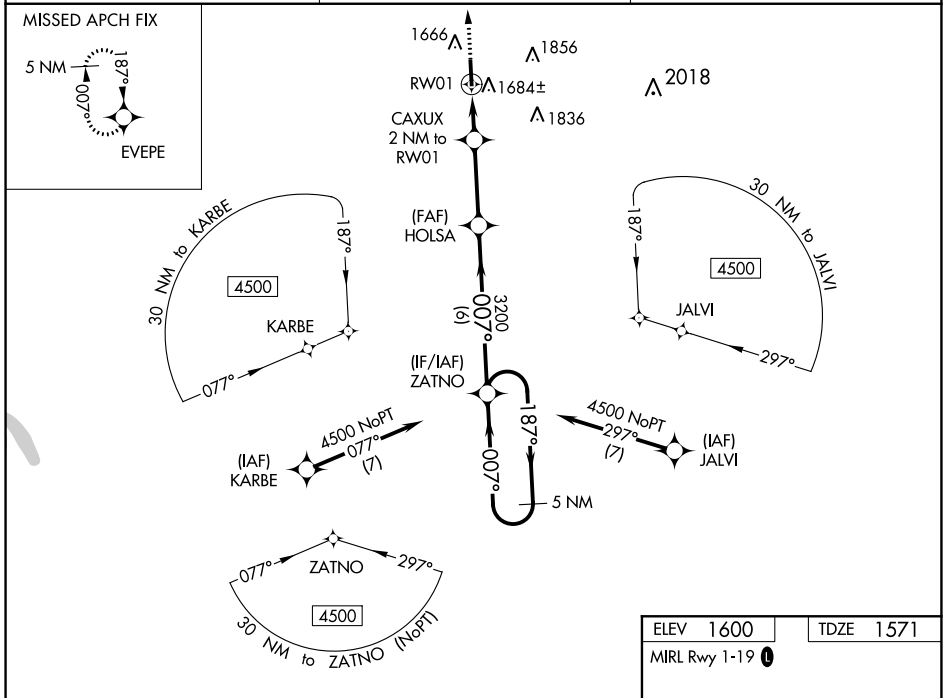 MISSED APCH FIX
5 NM
187°
007°
EVEPE
1666
1856
RW01
1684±
2018
1836
CAXUX
2 NM to
RW01
(FAF)
HOLSA
30 NM to KARBE
187°
4500
KARBE
077°
30 NM to JALVI
187°
4500
JALVI
297°
3200
007°
(6)
(IF/IAF)
ZATNO
187°
007°
5 NM
4500 NoPT
077°
(7)
(IAF)
KARBE
4500 NoPT
297°
(7)
(IAF)
JALVI
077°
ZATNO
297°
4500
30 NM to ZATNO (NoPT)
ELEV 1600
TDZE 1571
MIRL Rwy 1-19 L